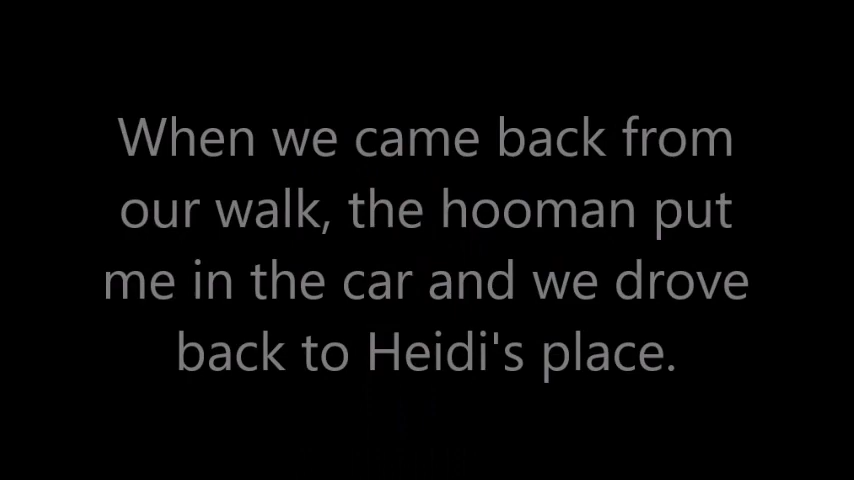 When we came back from
our walk, the hooman put
me in the car and we drove
back to Heidi's place.